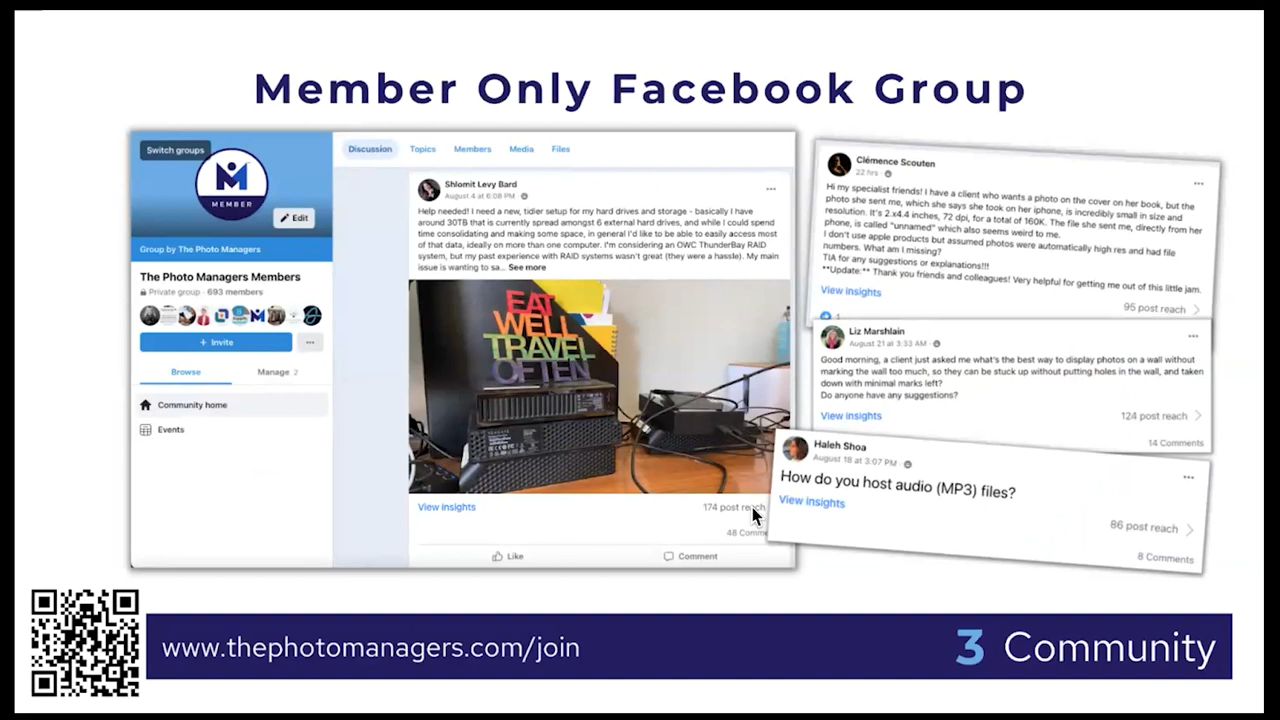 Member Only Facebook Group
Switch groups
M
MEMBER
Edit
Group by The Photo Managers
The Photo Managers Members
Private group · 693 members
+ Invite
Browse
Manage 2
Community home
Events
Discussion
Topics
Members
Media
Files
Shlomit Levy Bard
August 4 at 6:08 PM
Help needed! I need a new, tidier setup for my hard drives and storage - basically I have
around 30TB that is currently spread amongst 6 external hard drives, and while I could spend
time consolidating and making some space, in general I'd like to be able to easily access most
of that data, ideally on more than one computer. I'm considering an OWC ThunderBay RAID
system, but my past experience with RAID systems wasn't great (they were a hassle). My main
issue is wanting to sa... See more
EAT
WELL
TRAVEL
OFTEN
View insights
174 post reach
48 Comme
Like
Comment
Clémence Scouten
22 hrs
Hi my specialist friends! I have a client who wants a photo on the cover on her book, but the
photo she sent me, which she says she took on her iphone, is incredibly small in size and
resolution. It's 2.x4.4 inches, 72 dpi, for a total of 160K. The file she sent me, directly from her
phone, is called "unnamed" which also seems weird to me.
I don't use apple products but assumed photos were automatically high res and had file
numbers. What am I missing?
TIA for any suggestions or explanations!!!
**Update:** Thank you friends and colleagues! Very helpful for getting me out of this little jam.
View insights
95 post reach
1
Liz Marshlain
August 21 at 3:33 AM
Good morning, a client just asked me what's the best way to display photos on a wall without
marking the wall too much, so they can be stuck up without putting holes in the wall, and taken
down with minimal marks left?
Do anyone have any suggestions?
View insights
124 post reach
14 Comments
Haleh Shoa
August 18 at 3:07 PM
How do you host audio (MP3) files?
View insights
86 post reach
8 Comments
www.thephotomanagers.com/join
3 Community